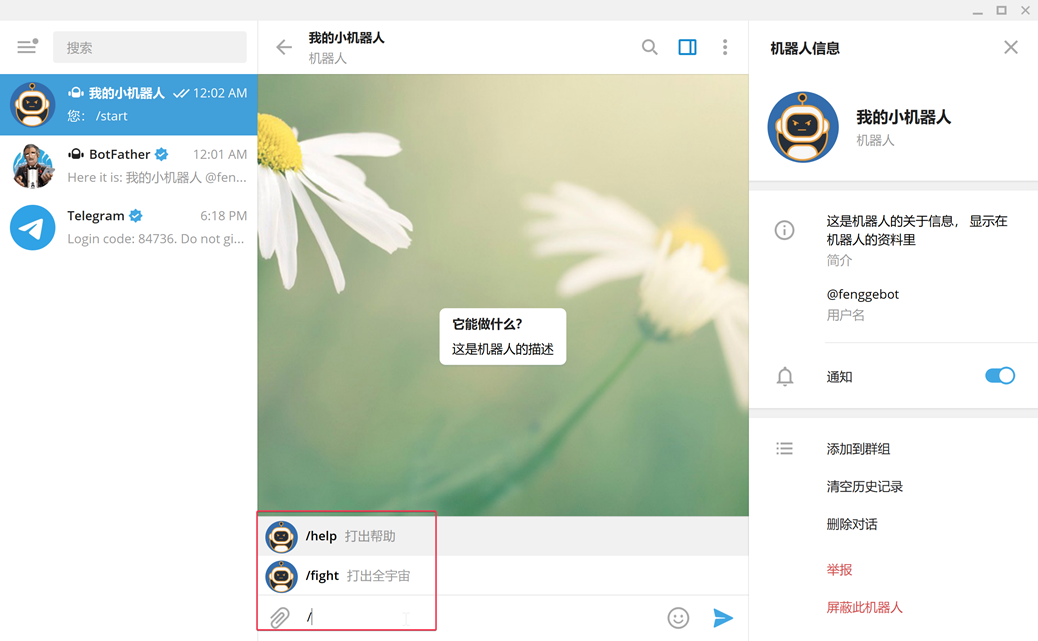 搜索
我的小机器人 12:02 AM
您： /start
BotFather 12:01 AM
Here it is: 我的小机器人 @fen...
Telegram 6:18 PM
Login code: 84736. Do not gi...
我的小机器人
机器人
它能做什么?
这是机器人的描述
/help 打出帮助
/fight 打出全宇宙
/
机器人信息
我的小机器人
机器人
这是机器人的关于信息， 显示在
机器人的资料里
简介
@fenggebot
用户名
通知
添加到群组
清空历史记录
删除对话
举报
屏蔽此机器人